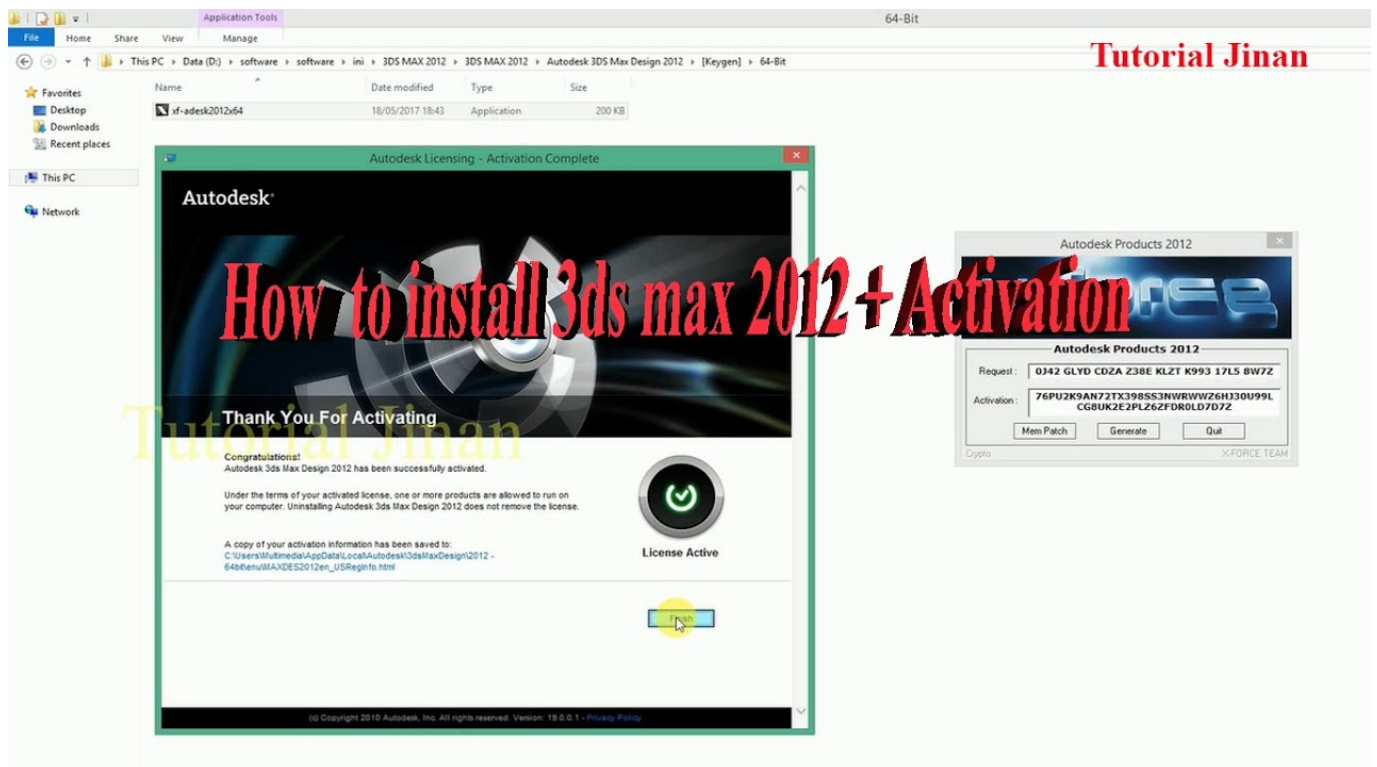 Application Tools
64-Bit
File Home Share View Manage
This PC Data (D:) software software ini 3DS MAX 2012 3DS MAX 2012 Autodesk 3DS Max Design 2012 [Keygen] 64-Bit
Tutorial Jinan
Name Date modified Type Size
xf-adesk2012x64 18/05/2017 18:43 Application 200 KB
Favorites
Desktop
Downloads
Recent places
This PC
Network
Autodesk Licensing - Activation Complete
Autodesk
How to install 3ds max 2012 + Activation
Thank You For Activating
Tutorial Jinan
Congratulations!
Autodesk 3ds Max Design 2012 has been successfully activated.
Under the terms of your activated license, one or more products are allowed to run on
your computer. Uninstalling Autodesk 3ds Max Design 2012 does not remove the license.
A copy of your activation information has been saved to:
C:\Users\Multimedia\AppData\Local\Autodesk\3dsMaxDesign\2012 -
64bit\enu\MAXDES2012en_USRegInfo.html
License Active
Finish
(c) Copyright 2010 Autodesk, Inc. All rights reserved. Version: 19.0.0.1 - Privacy Policy
Autodesk Products 2012
Autodesk Products 2012
Request : 0J42 GLYD CDZA Z38E KLZT K993 17L5 8W7Z
Activation : 76PU2K9AN72TX398SS3NWRWWZ6HJ30U99L
CG8UK2E2PLZ6ZFDR0LD7D7Z
Mem Patch Generate Quit
Crypto X-FORCE TEAM